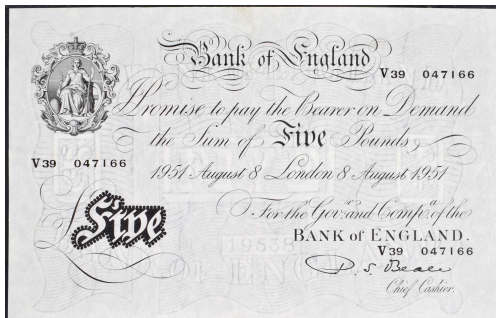 Bank of England
V39 047166
I Promise to pay the Bearer on Demand
the Sum of Five Pounds
V39 047166
1951 August 8 London 8 August 1951
For the Govr. and Compa. of the
£Five
BANK OF ENGLAND.
V39 047166
P. S. Beale
Chief Cashier.